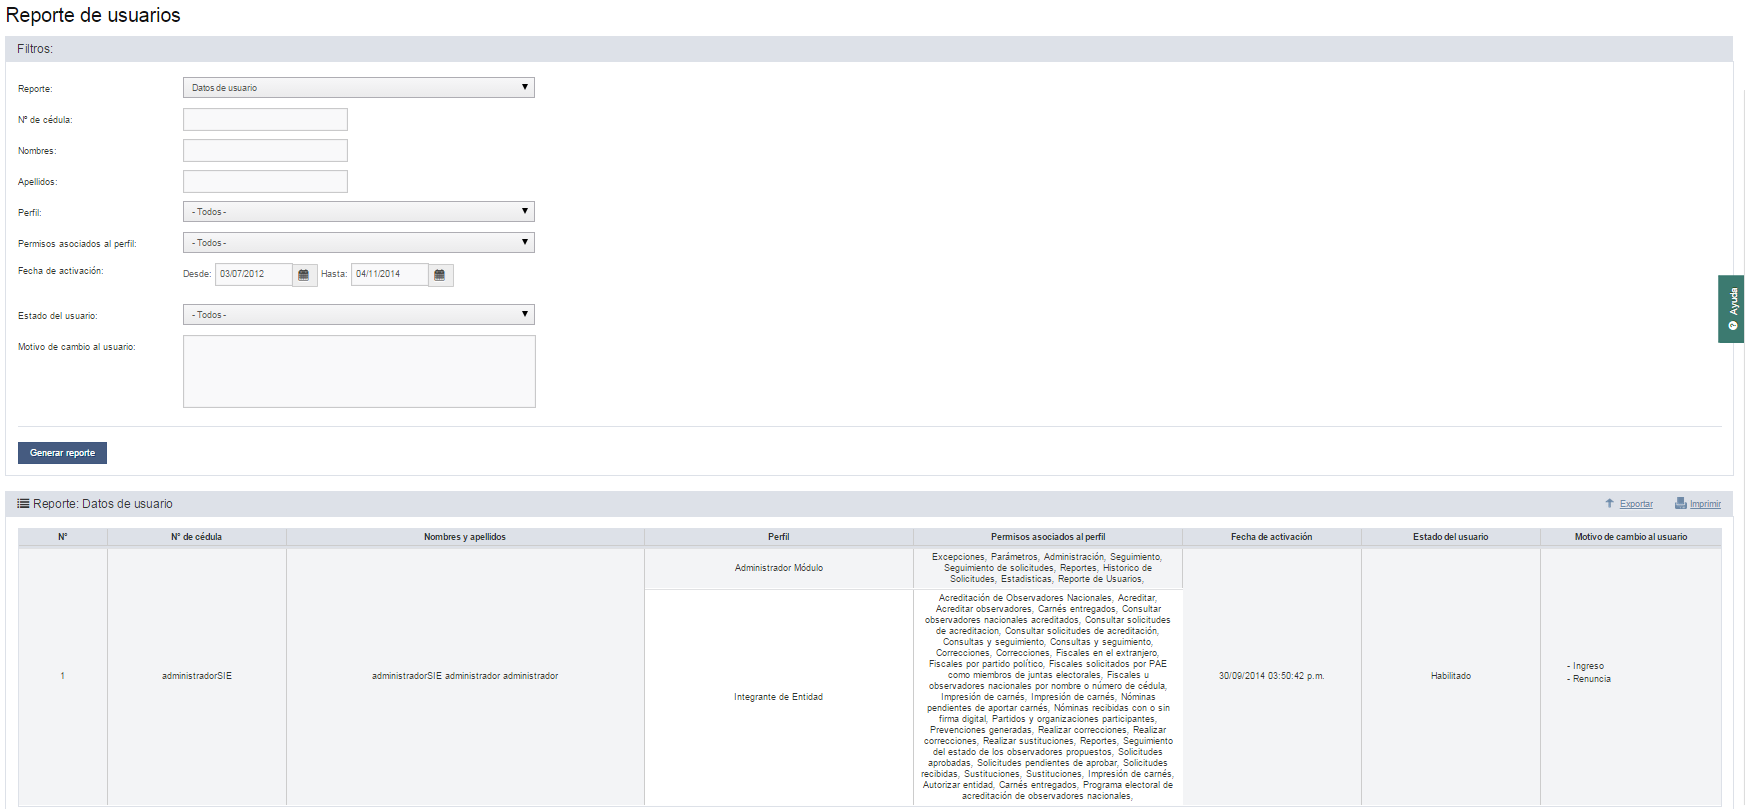 Reporte de usuarios
Filtros:
Reporte: Datos de usuario
N° de cédula:
Nombres:
Apellidos:
Perfil: - Todos -
Permisos asociados al perfil: - Todos -
Fecha de activación: Desde: 03/07/2012 Hasta: 04/11/2014
Estado del usuario: - Todos -
Motivo de cambio al usuario:
Ayuda
Generar reporte
Reporte: Datos de usuario Exportar Imprimir
N° N° de cédula Nombres y apellidos Perfil Permisos asociados al perfil Fecha de activación Estado del usuario Motivo de cambio al usuario
1 administradorSIE administradorSIE administrador administrador
Administrador Módulo
Excepciones, Parámetros, Administración, Seguimiento,
Seguimiento de solicitudes, Reportes, Historico de
Solicitudes, Estadisticas, Reporte de Usuarios,
Integrante de Entidad
Acreditación de Observadores Nacionales, Acreditar,
Acreditar observadores, Carnés entregados, Consultar
observadores nacionales acreditados, Consultar solicitudes
de acreditacion, Consultar solicitudes de acreditación,
Consultas y seguimiento, Consultas y seguimiento,
Correcciones, Correcciones, Fiscales en el extranjero,
Fiscales por partido político, Fiscales solicitados por PAE
como miembros de juntas electorales, Fiscales u
observadores nacionales por nombre o número de cédula,
Impresión de carnés, Impresión de carnés, Nóminas
pendientes de aportar carnés, Nóminas recibidas con o sin
firma digital, Partidos y organizaciones participantes,
Prevenciones generadas, Realizar correcciones, Realizar
correcciones, Realizar sustituciones, Reportes, Seguimiento
del estado de los observadores propuestos, Solicitudes
aprobadas, Solicitudes pendientes de aprobar, Solicitudes
recibidas, Sustituciones, Sustituciones, Impresión de carnés,
Autorizar entidad, Carnés entregados, Programa electoral de
acreditación de observadores nacionales,
30/09/2014 03:50:42 p.m.
Habilitado
- Ingreso
- Renuncia